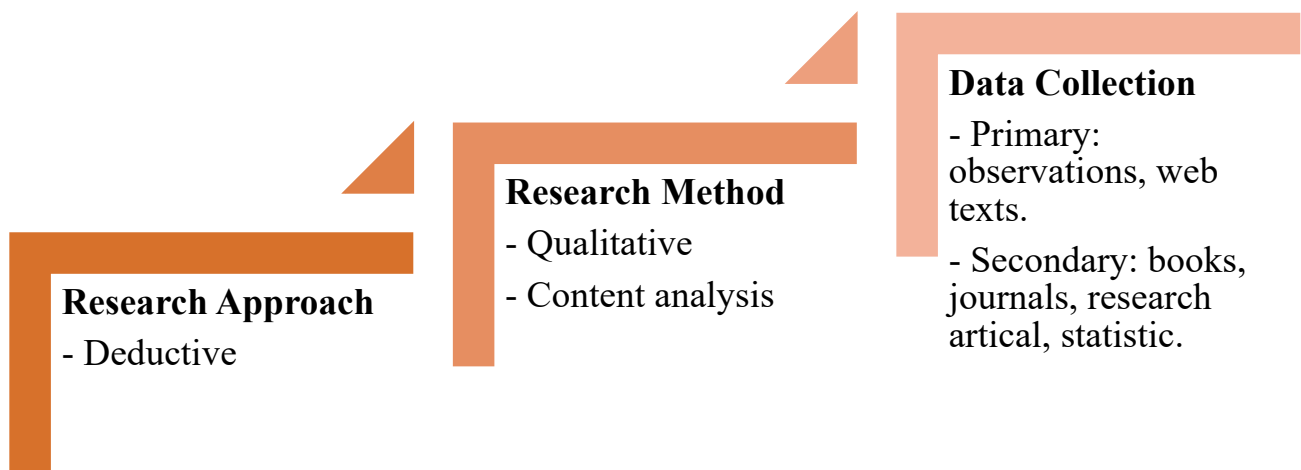 Research Approach
- Deductive
Research Method
- Qualitative
- Content analysis
Data Collection
- Primary:
observations, web
texts.
- Secondary: books,
journals, research
artical, statistic.